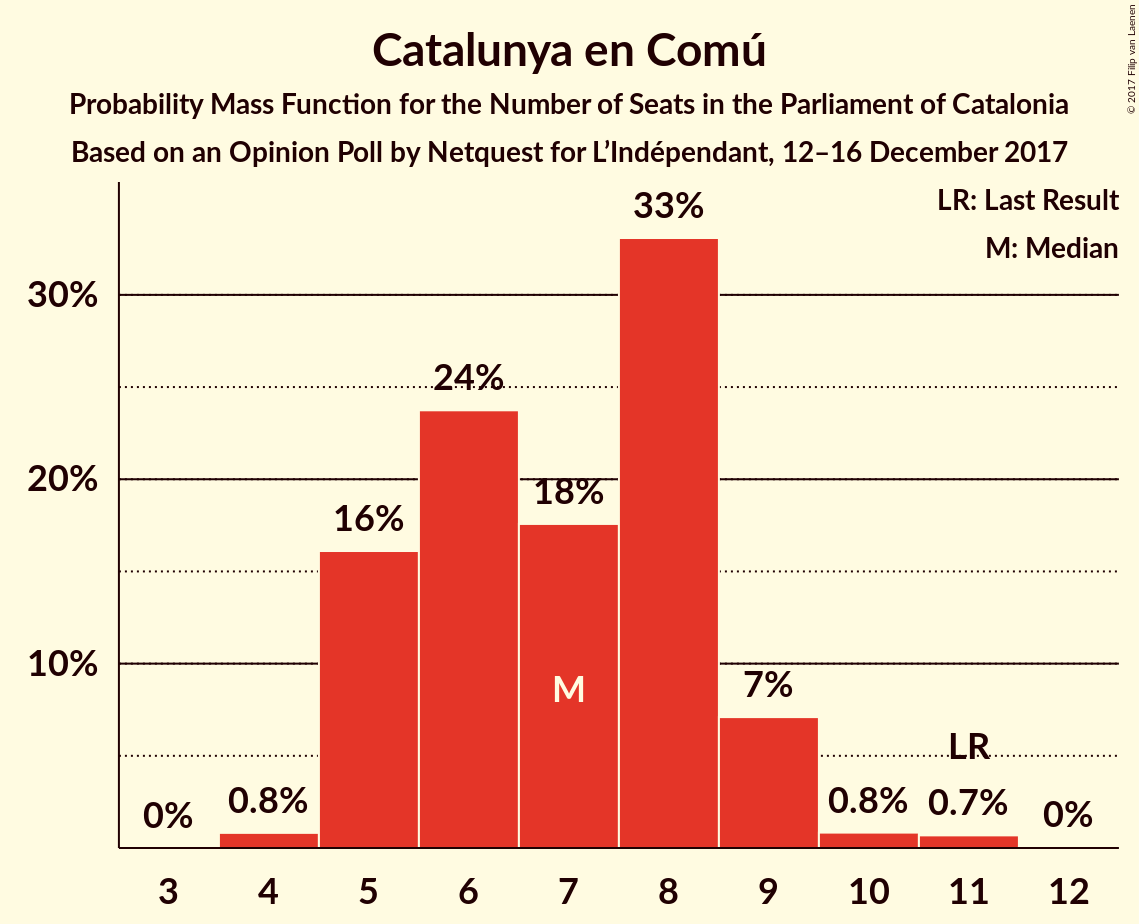 Catalunya en Comú
Probability Mass Function for the Number of Seats in the Parliament of Catalonia
Based on an Opinion Poll by Netquest for L’Indépendant, 12–16 December 2017
© 2017 Filip van Laenen
LR: Last Result
M: Median
30%
20%
10%
0%
0.8%
16%
24%
18%
33%
7%
0.8%
0.7%
0%
M
LR
3 4 5 6 7 8 9 10 11 12